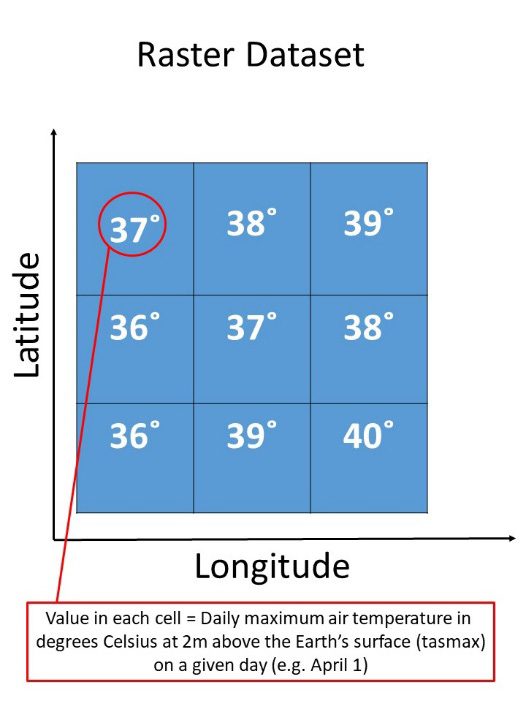 Raster Dataset
Latitude
37° 38° 39°
36° 37° 38°
36° 39° 40°
Longitude
Value in each cell = Daily maximum air temperature in
degrees Celsius at 2m above the Earth's surface (tasmax)
on a given day (e.g. April 1)